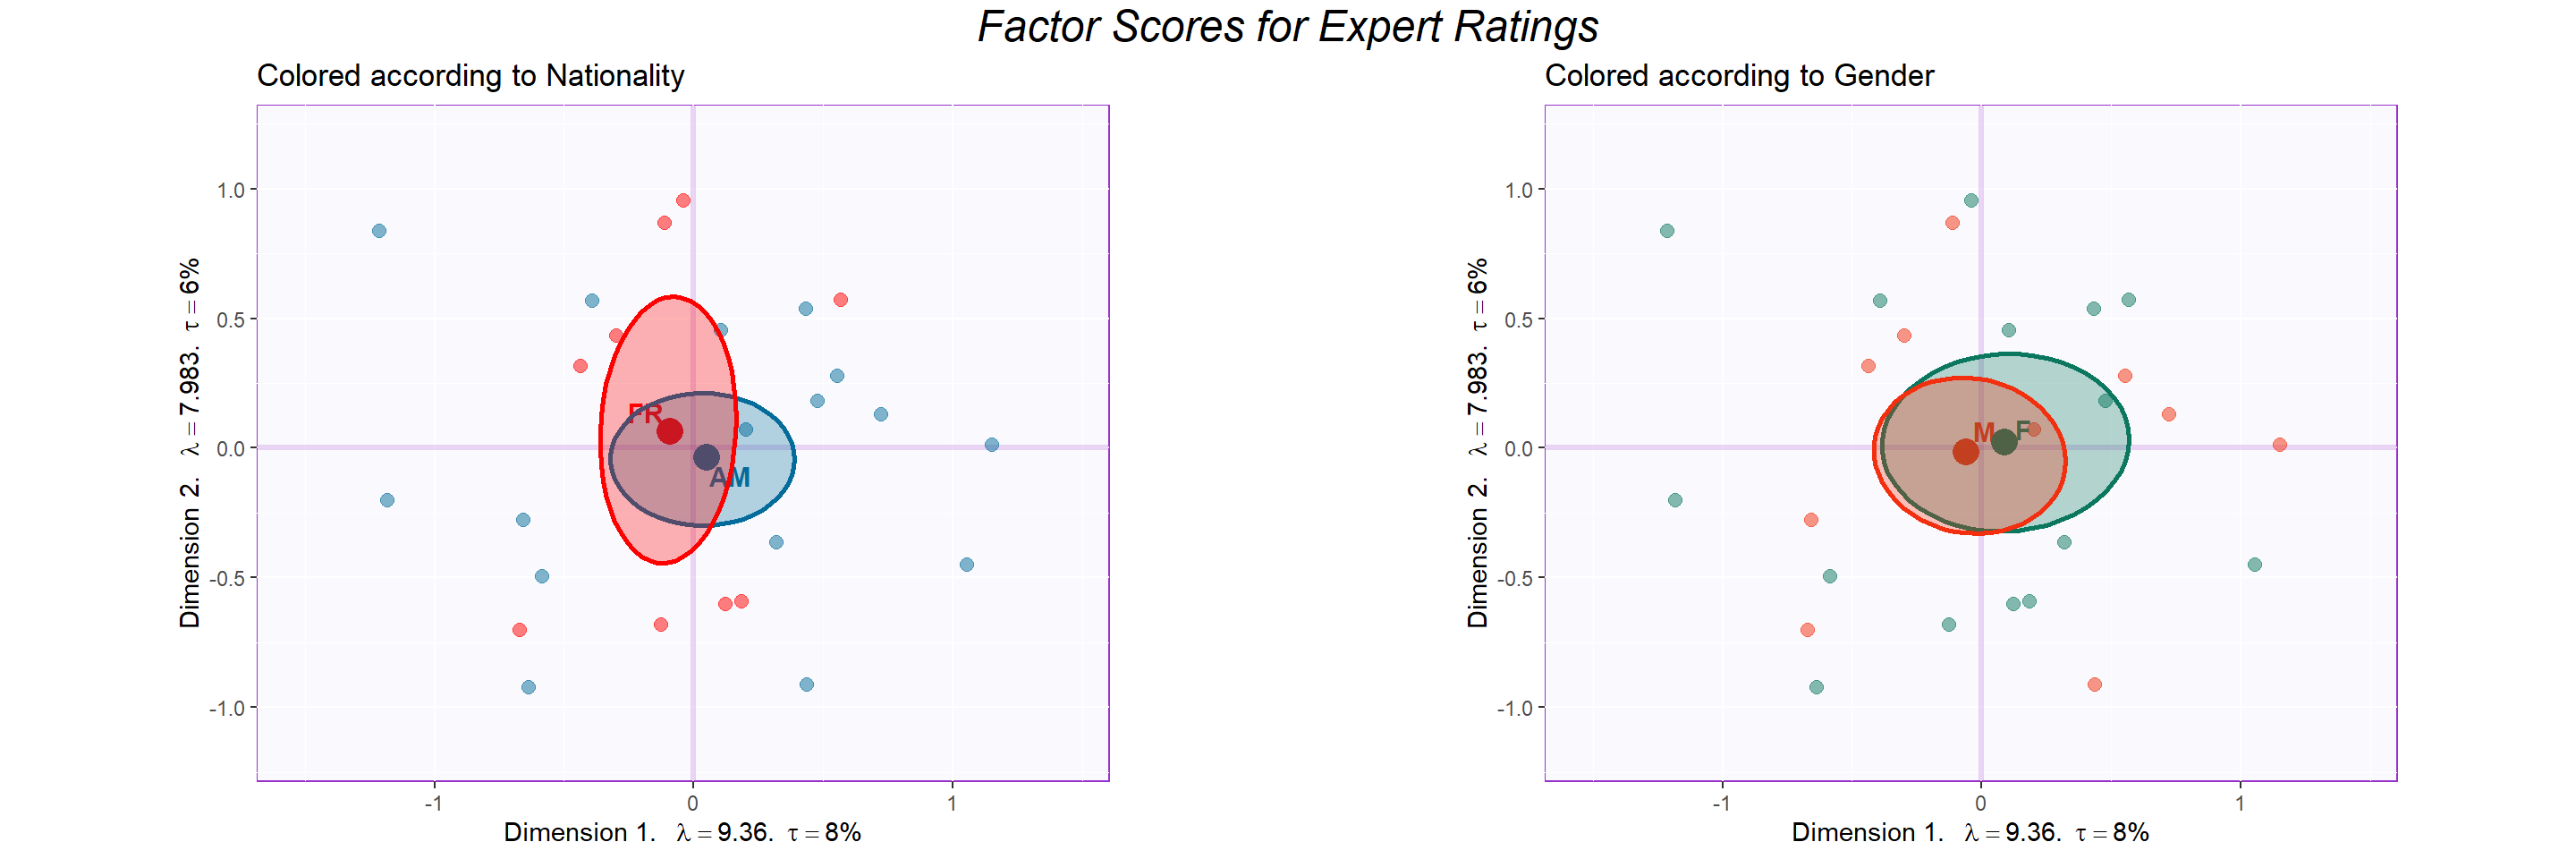 Factor Scores for Expert Ratings
Colored according to Nationality
Dimension 2. λ = 7.983. τ = 6%
1.0
0.5
0.0
-0.5
-1.0
FR
AM
-1 0 1
Dimension 1. λ = 9.36. τ = 8%
Colored according to Gender
Dimension 2. λ = 7.983. τ = 6%
1.0
0.5
0.0
-0.5
-1.0
M F
-1 0 1
Dimension 1. λ = 9.36. τ = 8%